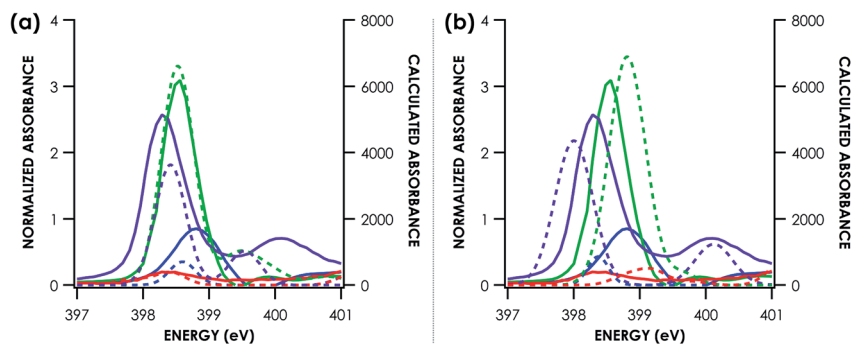 (a)
4
3
2
1
0
NORMALIZED ABSORBANCE
8000
6000
4000
2000
0
CALCULATED ABSORBANCE
397 398 399 400 401
ENERGY (eV)
(b)
4
3
2
1
0
NORMALIZED ABSORBANCE
8000
6000
4000
2000
0
CALCULATED ABSORBANCE
397 398 399 400 401
ENERGY (eV)